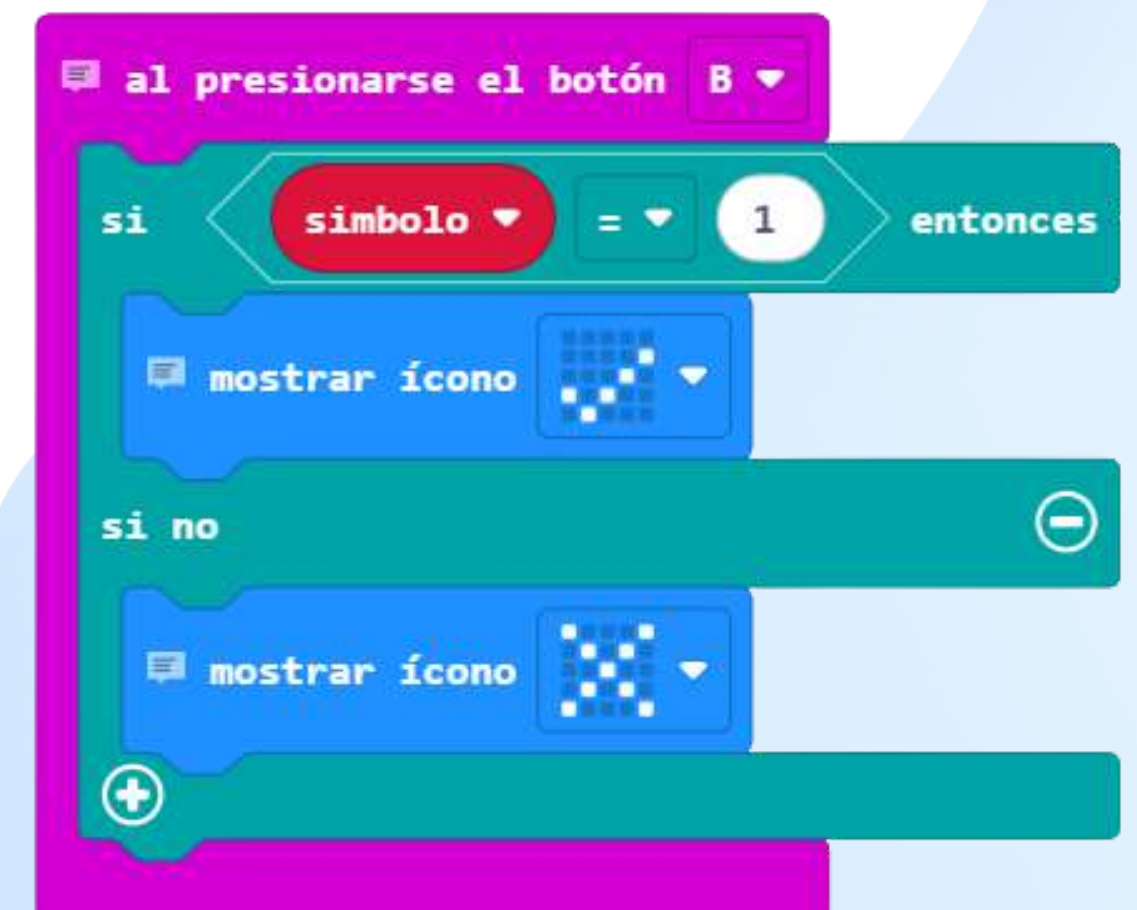 al presionarse el botón B
si simbolo = 1 entonces
mostrar ícono
si no
mostrar ícono